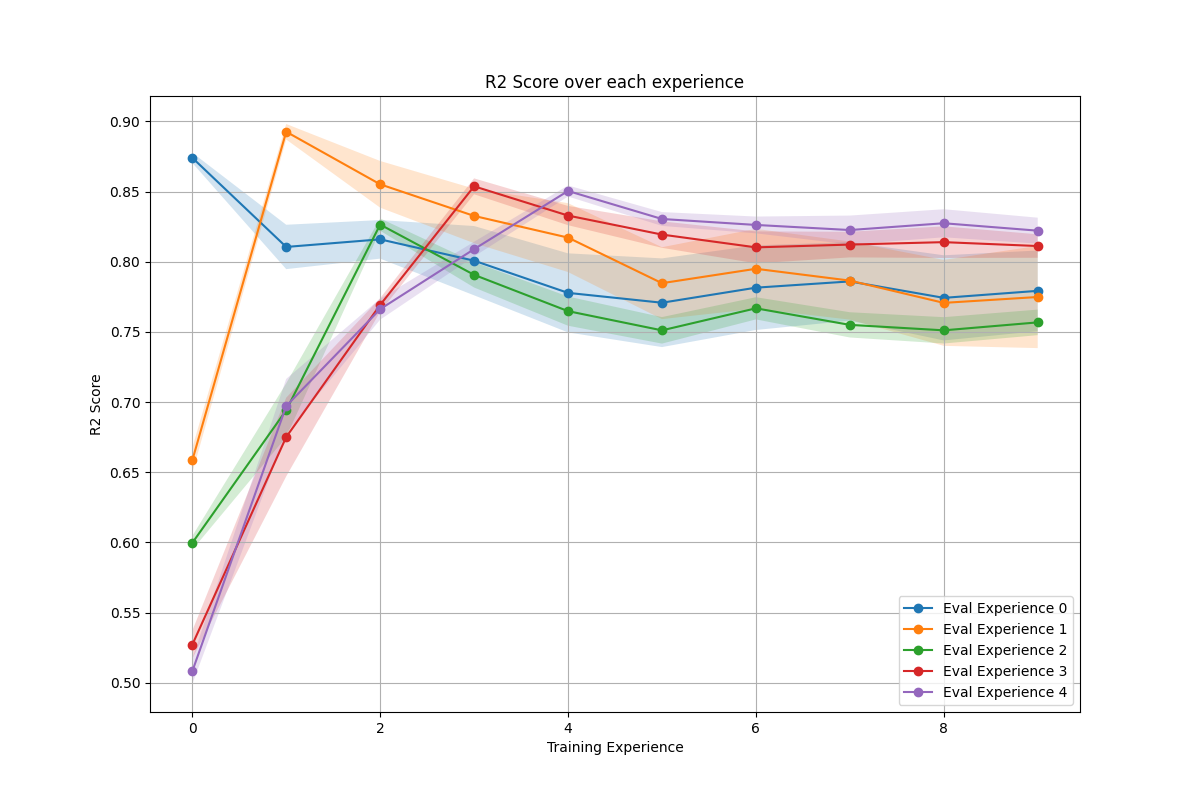 R2 Score over each experience
0.90
0.85
0.80
0.75
0.70
0.65
0.60
0.55
0.50
R2 Score
0 2 4 6 8
Training Experience
Eval Experience 0
Eval Experience 1
Eval Experience 2
Eval Experience 3
Eval Experience 4